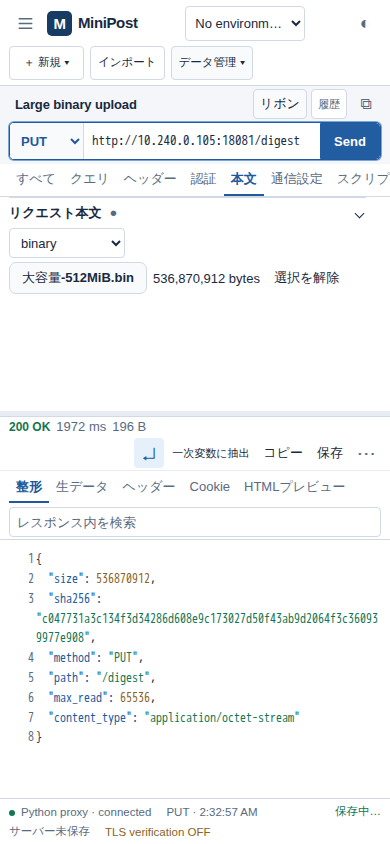 M MiniPost No environm…
＋ 新規 ▾ インポート データ管理 ▾
Large binary upload リボン 履歴
PUT http://10.240.0.105:18081/digest Send
すべて クエリ ヘッダー 認証 本文 通信設定 スクリプ
リクエスト本文 ●
binary
大容量-512MiB.bin 536,870,912 bytes 選択を解除
200 OK 1972 ms 196 B
一次変数に抽出 コピー 保存 ···
整形 生データ ヘッダー Cookie HTMLプレビュー
レスポンス内を検索
1 {
2 "size": 536870912,
3 "sha256":
"c047731a3c134f3d34286d608e9c173027d50f43ab9d2064f3c36093
9977e908",
4 "method": "PUT",
5 "path": "/digest",
6 "max_read": 65536,
7 "content_type": "application/octet-stream"
8 }
Python proxy · connected PUT · 2:32:57 AM 保存中…
サーバー未保存 TLS verification OFF